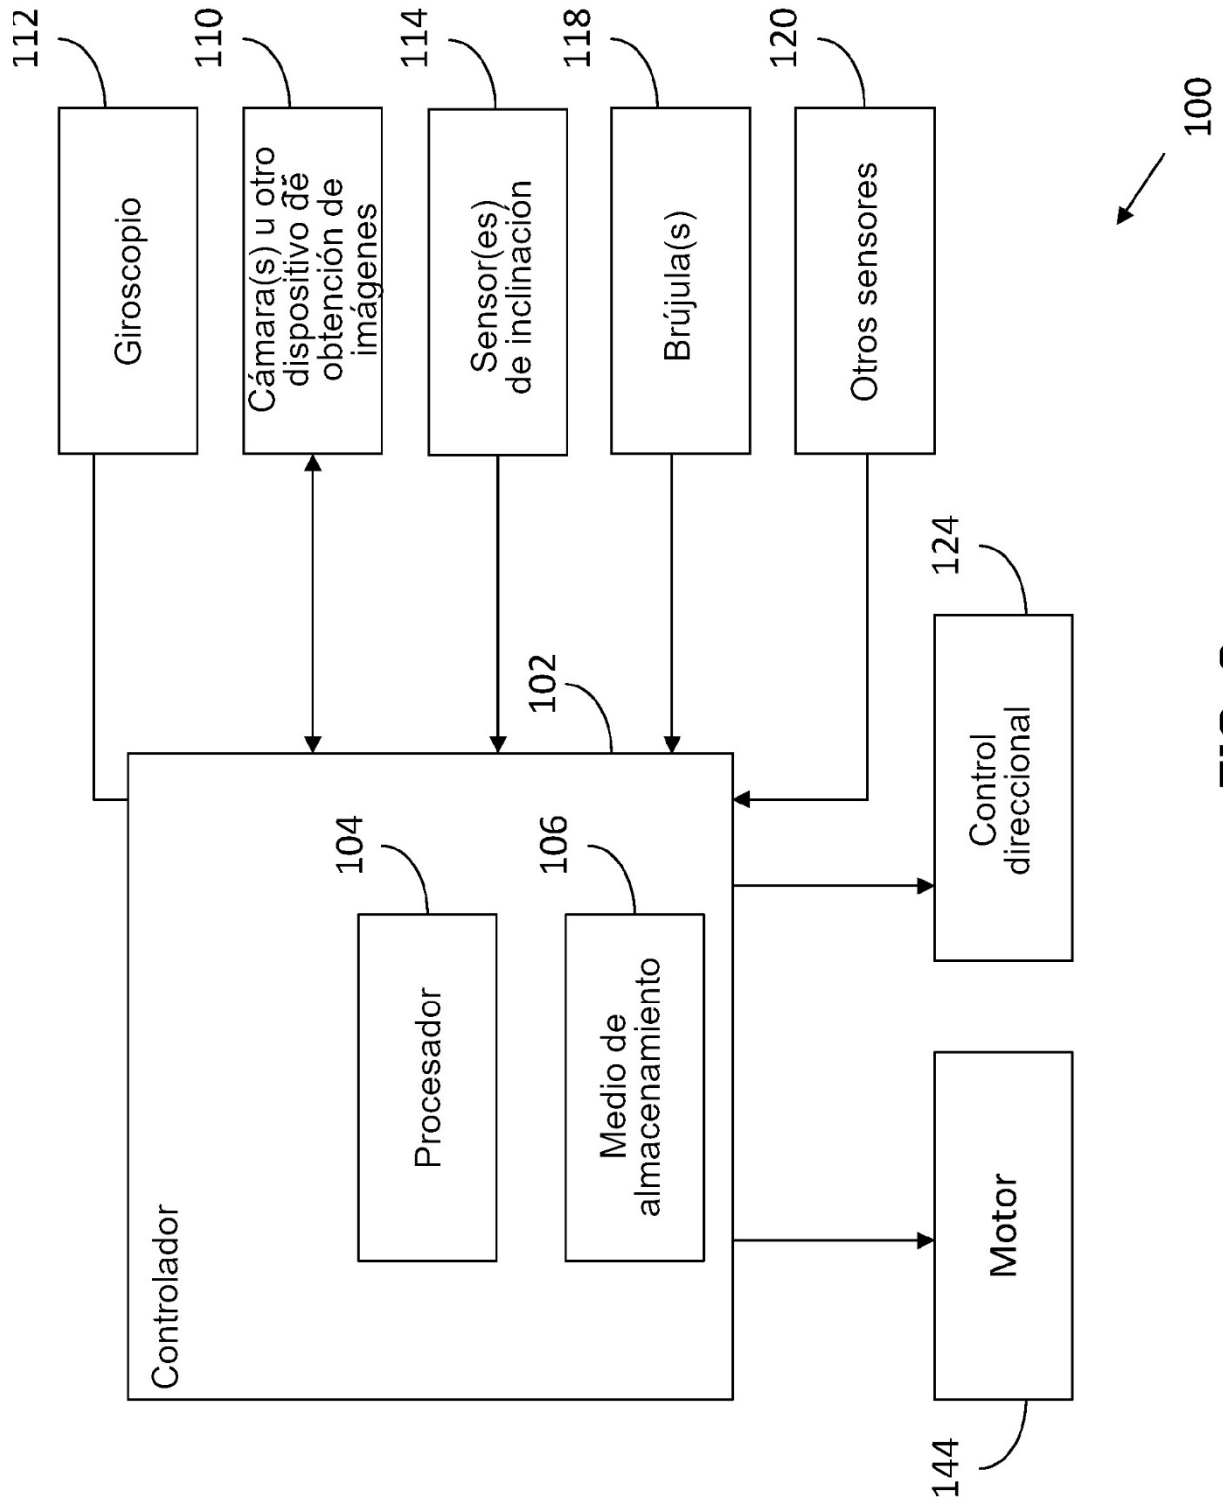 112
Giroscopio
110
Cámara(s) u otro
dispositivo de
obtención de
imágenes
114
Sensor(es)
de inclinación
118
Brújula(s)
120
Otros sensores
100
102
Controlador
104
Procesador
106
Medio de
almacenamiento
124
Control
direccional
144
Motor